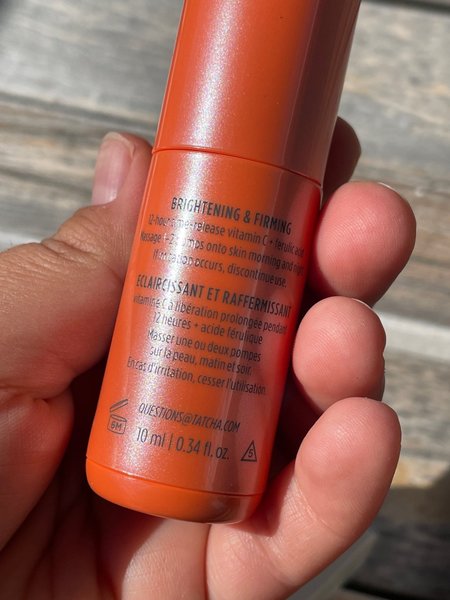 BRIGHTENING & FIRMING
12-hour time-release vitamin C + ferulic acid
Massage 1-2 pumps onto skin morning and night.
If irritation occurs, discontinue use.
ECLAIRCISSANT ET RAFFERMISSANT
vitamine C à libération prolongée pendant
12 heures + acide férulique
Masser une ou deux pompes
sur la peau, matin et soir.
En cas d'irritation, cesser l'utilisation.
QUESTIONS@TATCHA.COM
6M
10 ml | 0.34 fl. oz.
5